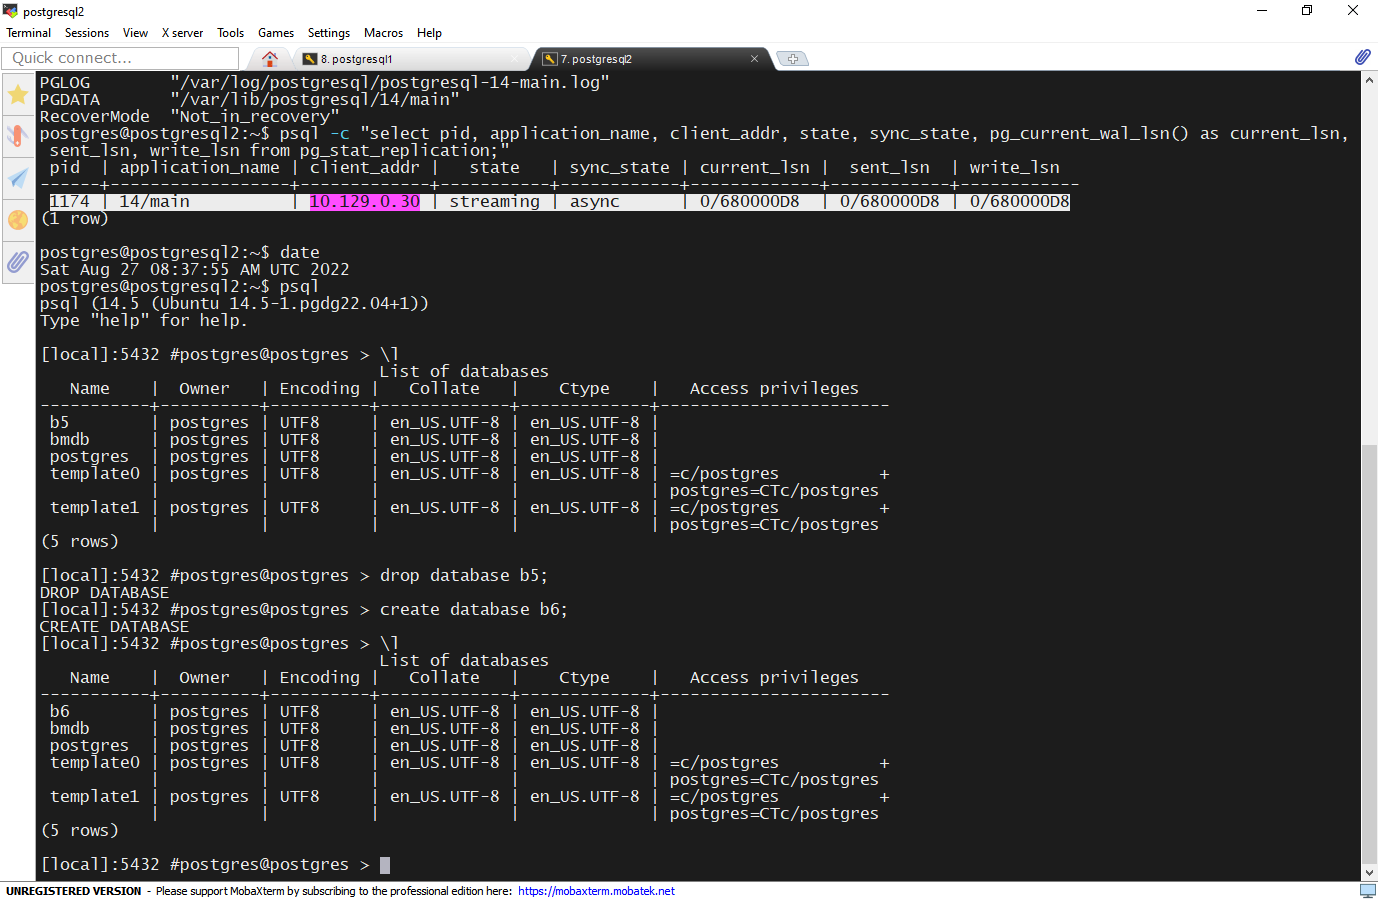 postgresql2
Terminal Sessions View X server Tools Games Settings Macros Help
Quick connect... 8. postgresql1 7. postgresql2
PGLOG        "/var/log/postgresql/postgresql-14-main.log"
PGDATA       "/var/lib/postgresql/14/main"
RecoverMode  "Not_in_recovery"
postgres@postgresql2:~$ psql -c "select pid, application_name, client_addr, state, sync_state, pg_current_wal_lsn() as current_lsn,
 sent_lsn, write_lsn from pg_stat_replication;"
 pid  | application_name | client_addr |   state   | sync_state | current_lsn |  sent_lsn  | write_lsn
------+------------------+-------------+-----------+------------+-------------+------------+------------
 1174 | 14/main          | 10.129.0.30 | streaming | async      | 0/680000D8  | 0/680000D8 | 0/680000D8
(1 row)
postgres@postgresql2:~$ date
Sat Aug 27 08:37:55 AM UTC 2022
postgres@postgresql2:~$ psql
psql (14.5 (Ubuntu 14.5-1.pgdg22.04+1))
Type "help" for help.
[local]:5432 #postgres@postgres > \l
                                  List of databases
   Name    |  Owner   | Encoding |   Collate   |    Ctype    |   Access privileges
-----------+----------+----------+-------------+-------------+-----------------------
 b5        | postgres | UTF8     | en_US.UTF-8 | en_US.UTF-8 |
 bmdb      | postgres | UTF8     | en_US.UTF-8 | en_US.UTF-8 |
 postgres  | postgres | UTF8     | en_US.UTF-8 | en_US.UTF-8 |
 template0 | postgres | UTF8     | en_US.UTF-8 | en_US.UTF-8 | =c/postgres          +
           |          |          |             |             | postgres=CTc/postgres
 template1 | postgres | UTF8     | en_US.UTF-8 | en_US.UTF-8 | =c/postgres          +
           |          |          |             |             | postgres=CTc/postgres
(5 rows)
[local]:5432 #postgres@postgres > drop database b5;
DROP DATABASE
[local]:5432 #postgres@postgres > create database b6;
CREATE DATABASE
[local]:5432 #postgres@postgres > \l
                                  List of databases
   Name    |  Owner   | Encoding |   Collate   |    Ctype    |   Access privileges
-----------+----------+----------+-------------+-------------+-----------------------
 b6        | postgres | UTF8     | en_US.UTF-8 | en_US.UTF-8 |
 bmdb      | postgres | UTF8     | en_US.UTF-8 | en_US.UTF-8 |
 postgres  | postgres | UTF8     | en_US.UTF-8 | en_US.UTF-8 |
 template0 | postgres | UTF8     | en_US.UTF-8 | en_US.UTF-8 | =c/postgres          +
           |          |          |             |             | postgres=CTc/postgres
 template1 | postgres | UTF8     | en_US.UTF-8 | en_US.UTF-8 | =c/postgres          +
           |          |          |             |             | postgres=CTc/postgres
(5 rows)
[local]:5432 #postgres@postgres >
UNREGISTERED VERSION - Please support MobaXterm by subscribing to the professional edition here: https://mobaxterm.mobatek.net